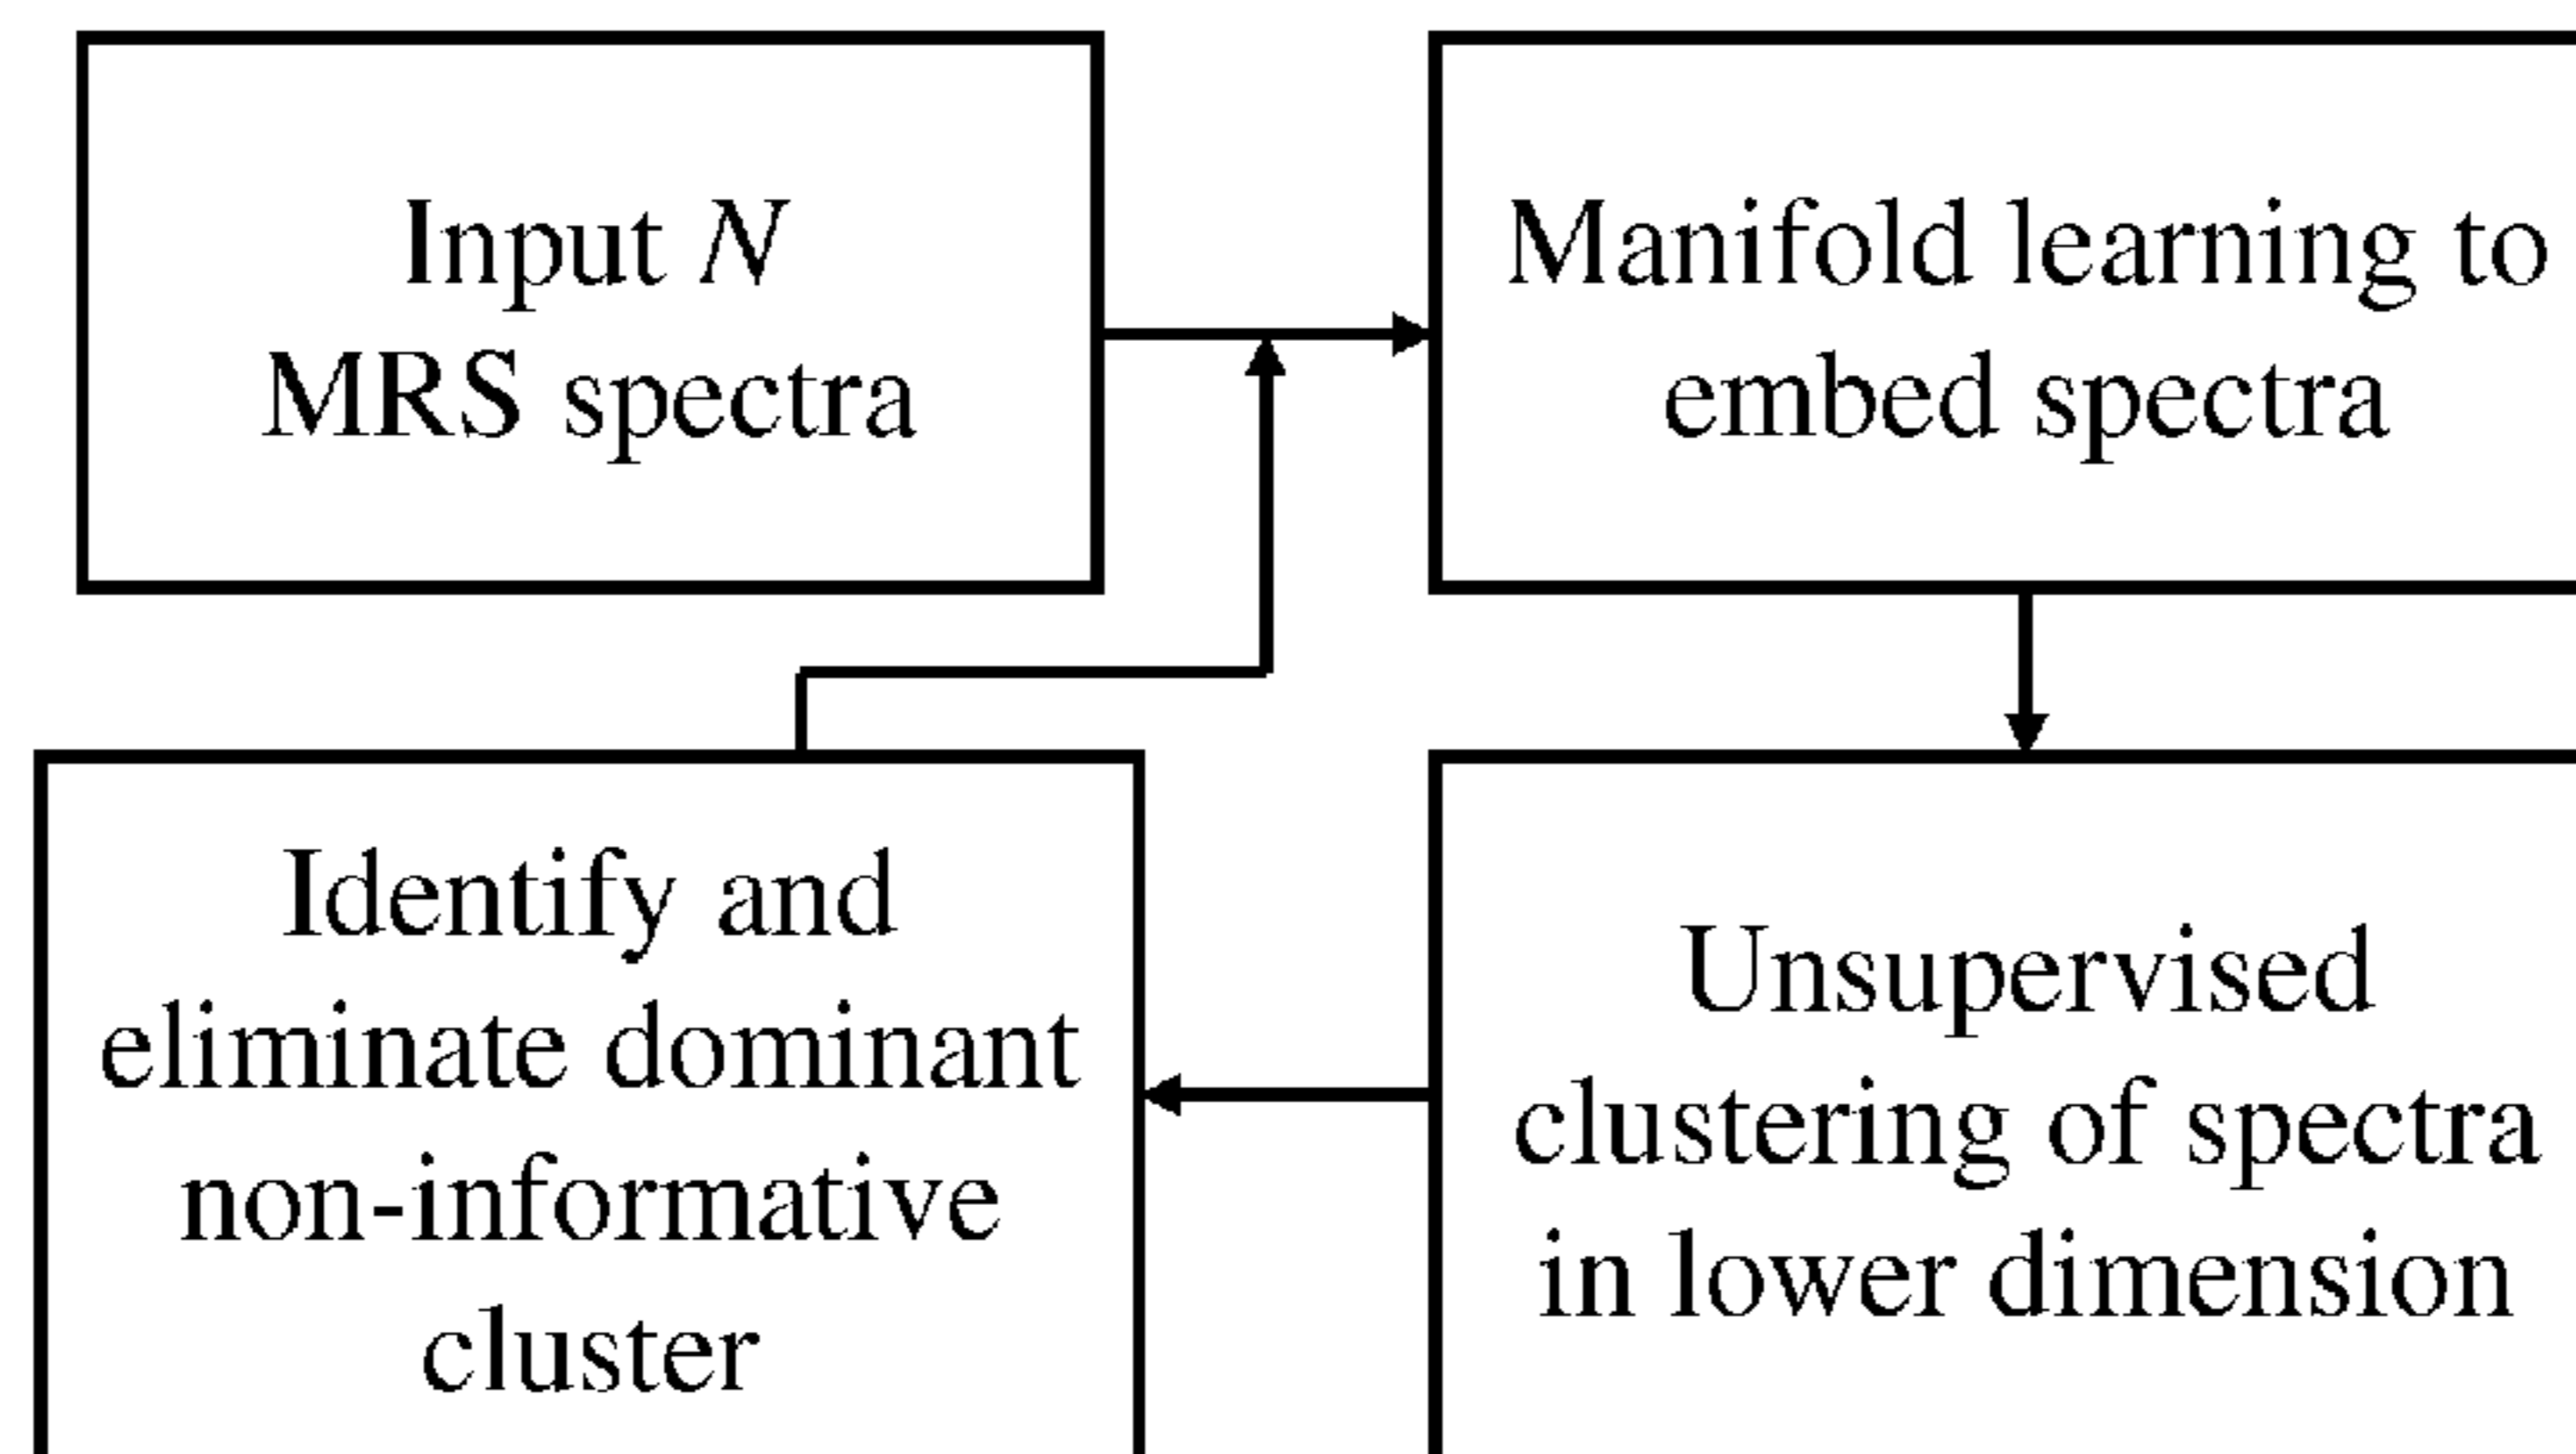 Input N
MRS spectra
Manifold learning to
embed spectra
Identify and
eliminate dominant
non-informative
cluster
Unsupervised
clustering of spectra
in lower dimension